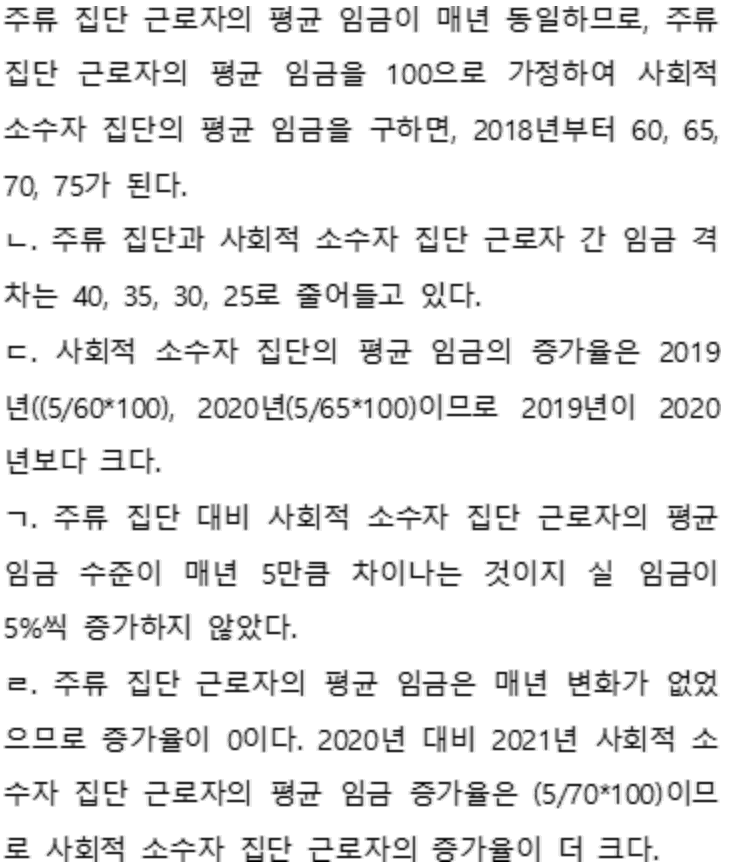 주류 집단 근로자의 평균 임금이 매년 동일하므로, 주류
집단 근로자의 평균 임금을 100으로 가정하여 사회적
소수자 집단의 평균 임금을 구하면, 2018년부터 60, 65,
70, 75가 된다.
ㄴ. 주류 집단과 사회적 소수자 집단 근로자 간 임금 격
차는 40, 35, 30, 25로 줄어들고 있다.
ㄷ. 사회적 소수자 집단의 평균 임금의 증가율은 2019
년((5/60*100), 2020년(5/65*100)이므로 2019년이 2020
년보다 크다.
ㄱ. 주류 집단 대비 사회적 소수자 집단 근로자의 평균
임금 수준이 매년 5만큼 차이나는 것이지 실 임금이
5%씩 증가하지 않았다.
ㄹ. 주류 집단 근로자의 평균 임금은 매년 변화가 없었
으므로 증가율이 0이다. 2020년 대비 2021년 사회적 소
수자 집단 근로자의 평균 임금 증가율은 (5/70*100)이므
로 사회적 소수자 집단 근로자의 증가율이 더 크다.